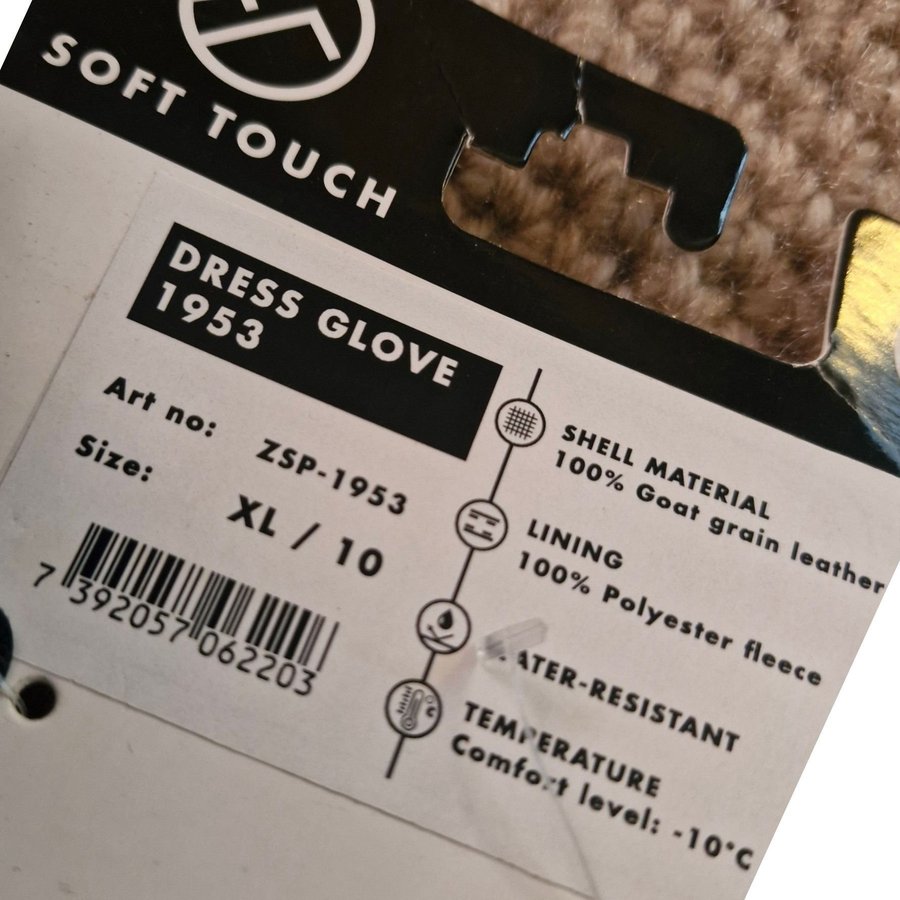 SOFT TOUCH
DRESS GLOVE
1953
Art no: ZSP-1953
Size: XL / 10
7 392057 062203
SHELL MATERIAL
100% Goat grain leather
LINING
100% Polyester fleece
WATER-RESISTANT
TEMPERATURE
Comfort level: -10°C